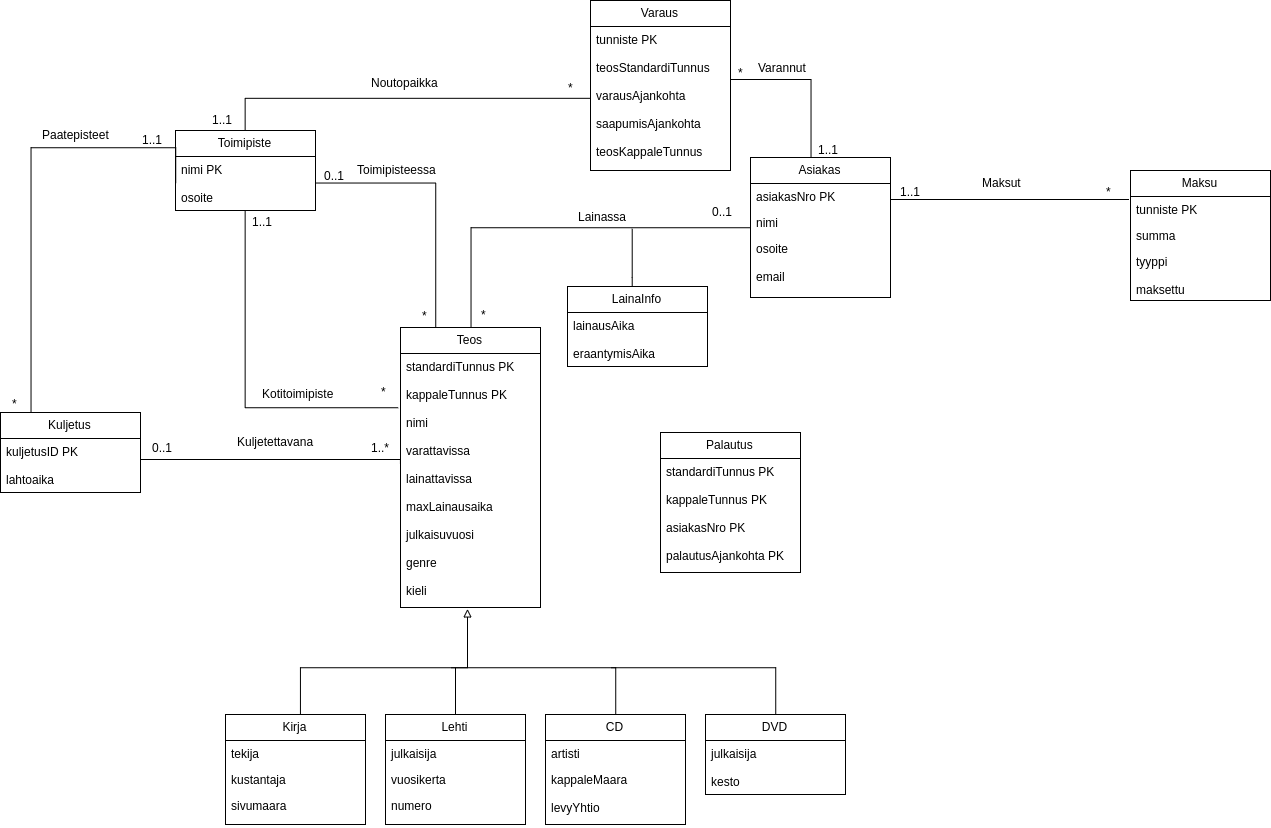 Varaus
tunniste PK
teosStandardiTunnus
varausAjankohta
saapumisAjankohta
teosKappaleTunnus
* Varannut
1..1
Noutopaikka
*
1..1
Paatepisteet
1..1
Toimipiste
nimi PK
osoite
0..1
Toimipisteessa
1..1
Asiakas
asiakasNro PK
nimi
osoite
email
1..1
Maksut
*
Maksu
tunniste PK
summa
tyyppi
maksettu
Lainassa
0..1
LainaInfo
lainausAika
eraantymisAika
*
*
Teos
standardiTunnus PK
kappaleTunnus PK
nimi
varattavissa
lainattavissa
maxLainausaika
julkaisuvuosi
genre
kieli
Kotitoimipiste
*
*
Kuljetus
kuljetusID PK
lahtoaika
0..1
Kuljetettavana
1..*
Palautus
standardiTunnus PK
kappaleTunnus PK
asiakasNro PK
palautusAjankohta PK
Kirja
tekija
kustantaja
sivumaara
Lehti
julkaisija
vuosikerta
numero
CD
artisti
kappaleMaara
levyYhtio
DVD
julkaisija
kesto